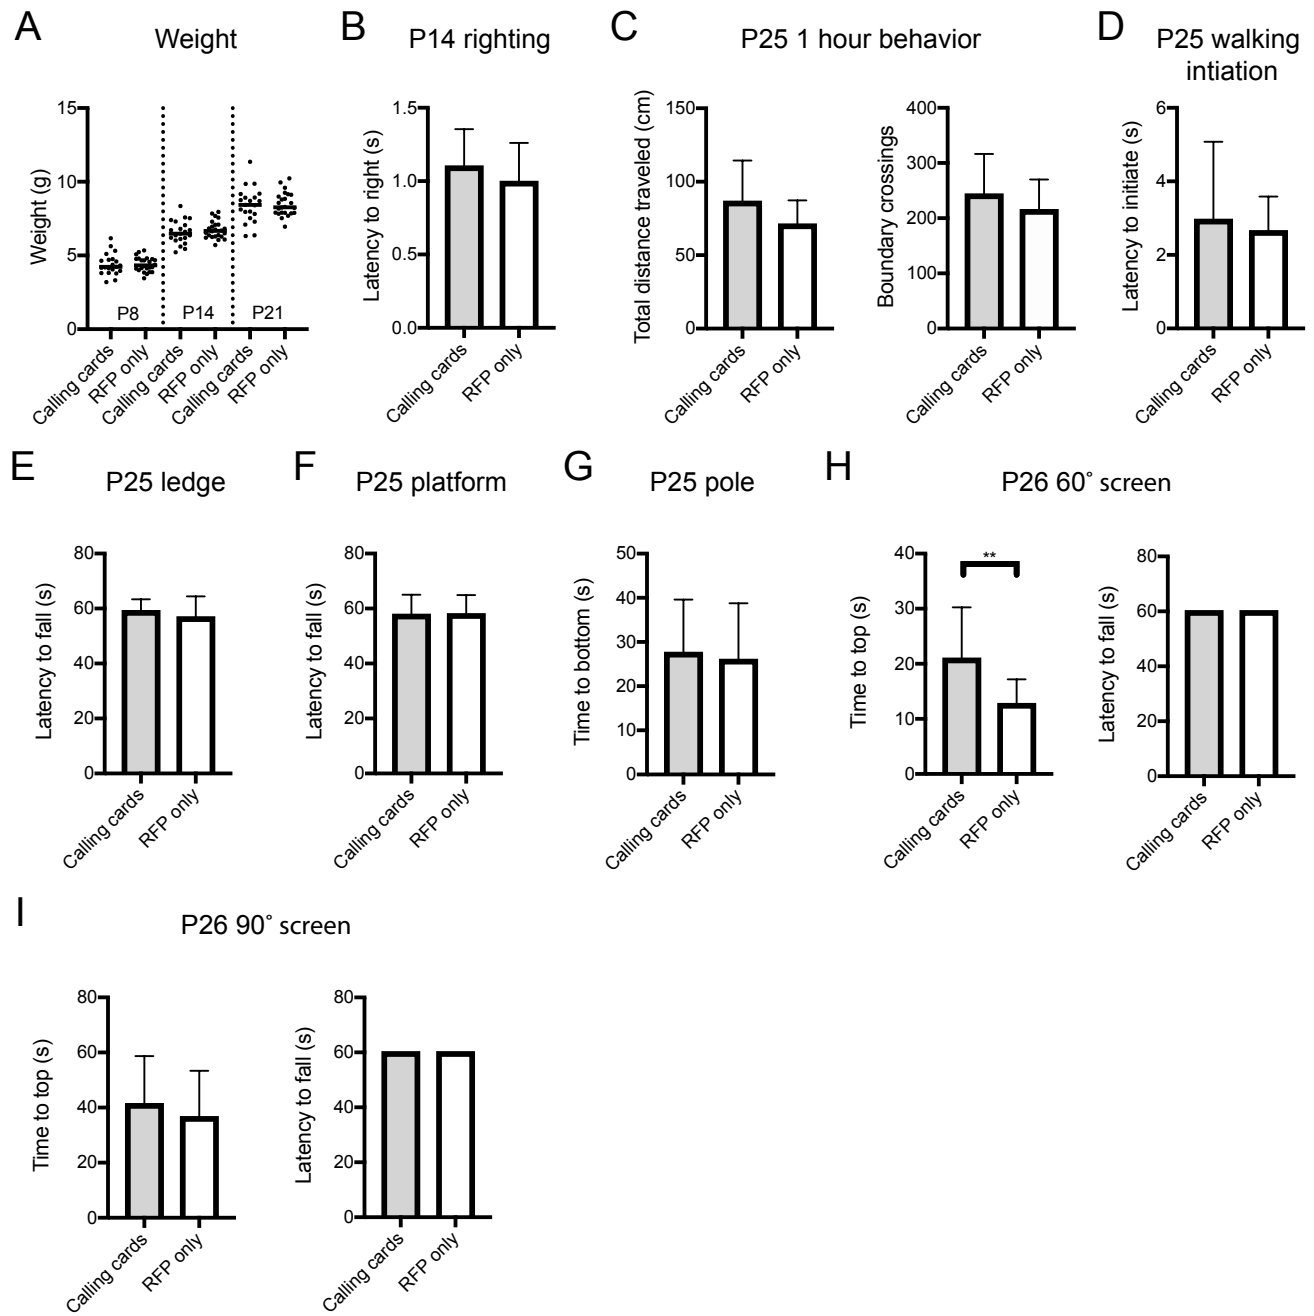 A
Weight
Weight (g)
15
10
5
0
P8
P14
P21
Calling cards
RFP only
Calling cards
RFP only
Calling cards
RFP only
B
P14 righting
Latency to right (s)
1.5
1.0
0.5
0.0
Calling cards
RFP only
C
P25 1 hour behavior
Total distance traveled (cm)
150
100
50
0
Calling cards
RFP only
Boundary crossings
400
300
200
100
0
Calling cards
RFP only
D
P25 walking
intiation
Latency to initiate (s)
6
4
2
0
Calling cards
RFP only
E
P25 ledge
Latency to fall (s)
80
60
40
20
0
Calling cards
RFP only
F
P25 platform
Latency to fall (s)
80
60
40
20
0
Calling cards
RFP only
G
P25 pole
Time to bottom (s)
50
40
30
20
10
0
Calling cards
RFP only
H
P26 60˚ screen
Time to top (s)
40
30
20
10
0
**
Calling cards
RFP only
Latency to fall (s)
80
60
40
20
0
Calling cards
RFP only
I
P26 90˚ screen
Time to top (s)
80
60
40
20
0
Calling cards
RFP only
Latency to fall (s)
80
60
40
20
0
Calling cards
RFP only